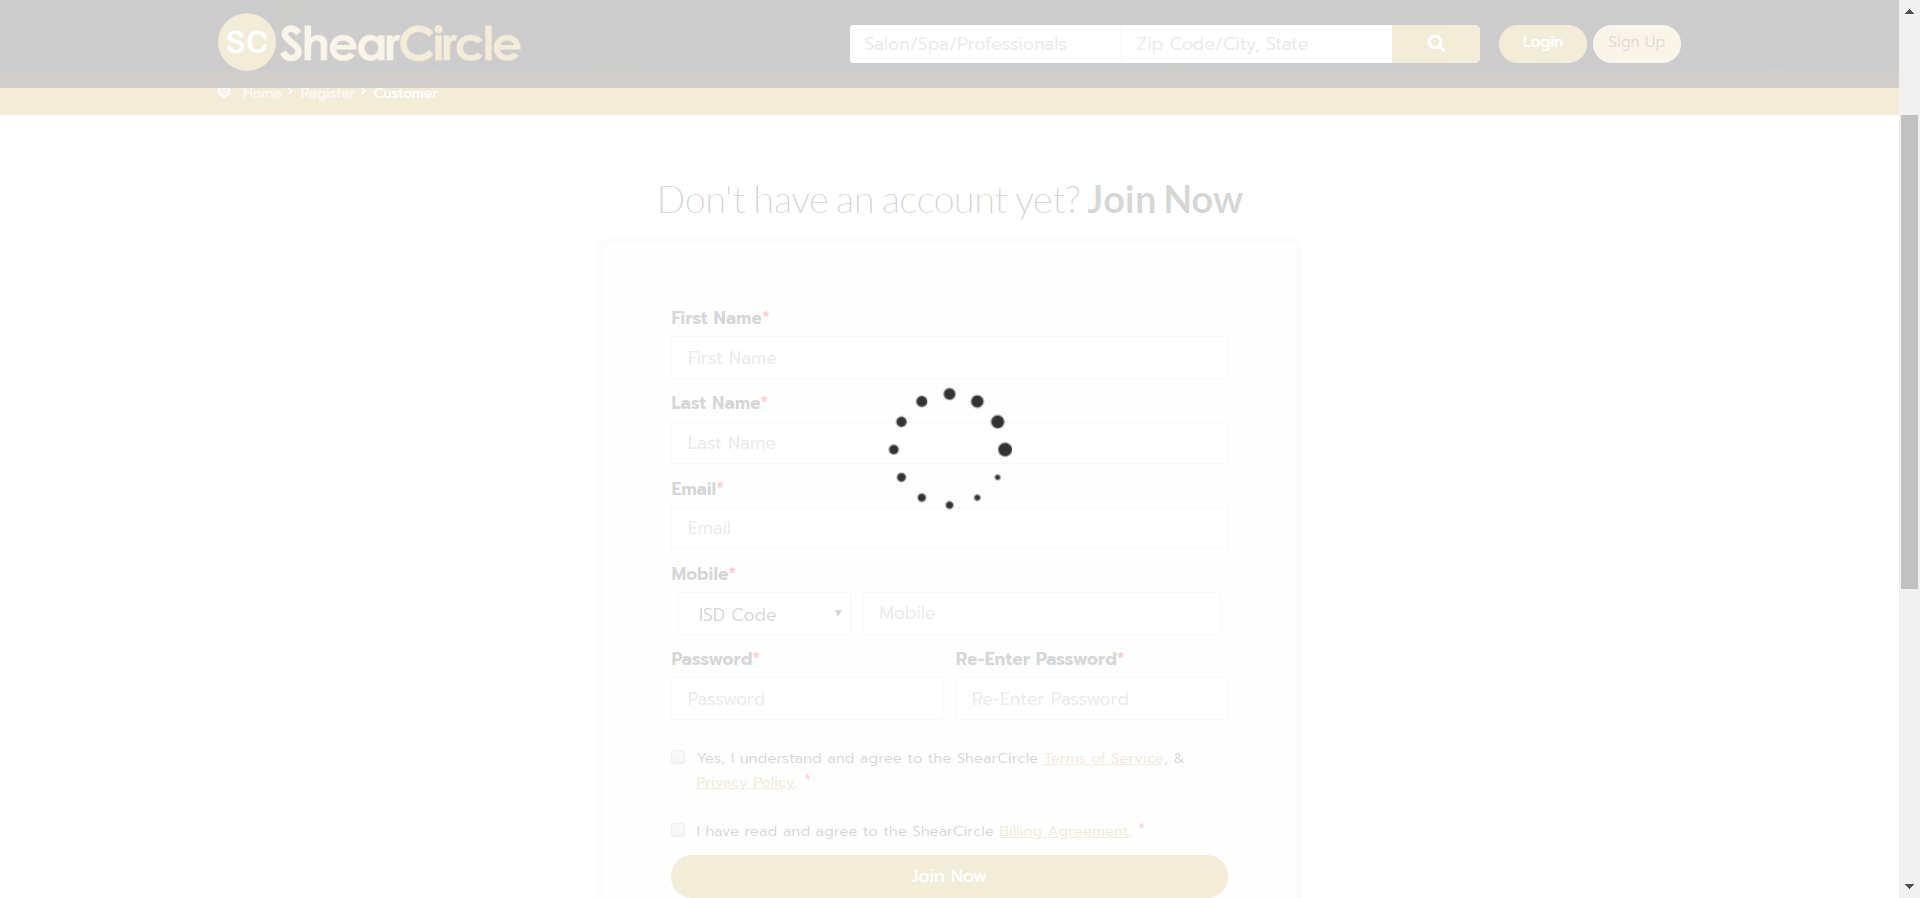 SC ShearCircle
Salon/Spa/Professionals Zip Code/City, State Login Sign Up
Home › Register › Customer
Don't have an account yet? Join Now
First Name*
First Name
Last Name*
Last Name
Email*
Email
Mobile*
ISD Code Mobile
Password* Re-Enter Password*
Password Re-Enter Password
Yes, I understand and agree to the ShearCircle Terms of Service, &
Privacy Policy. *
I have read and agree to the ShearCircle Billing Agreement. *
Join Now